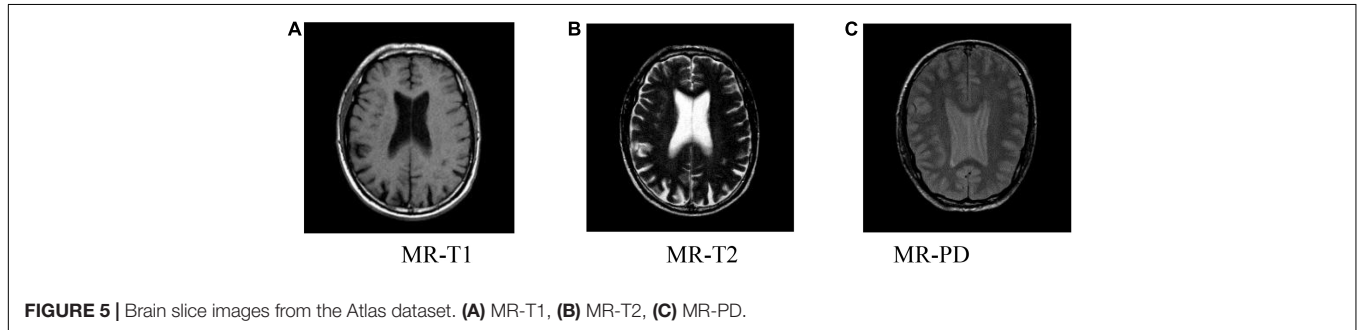 A B C
MR-T1 MR-T2 MR-PD
FIGURE 5 | Brain slice images from the Atlas dataset. (A) MR-T1, (B) MR-T2, (C) MR-PD.